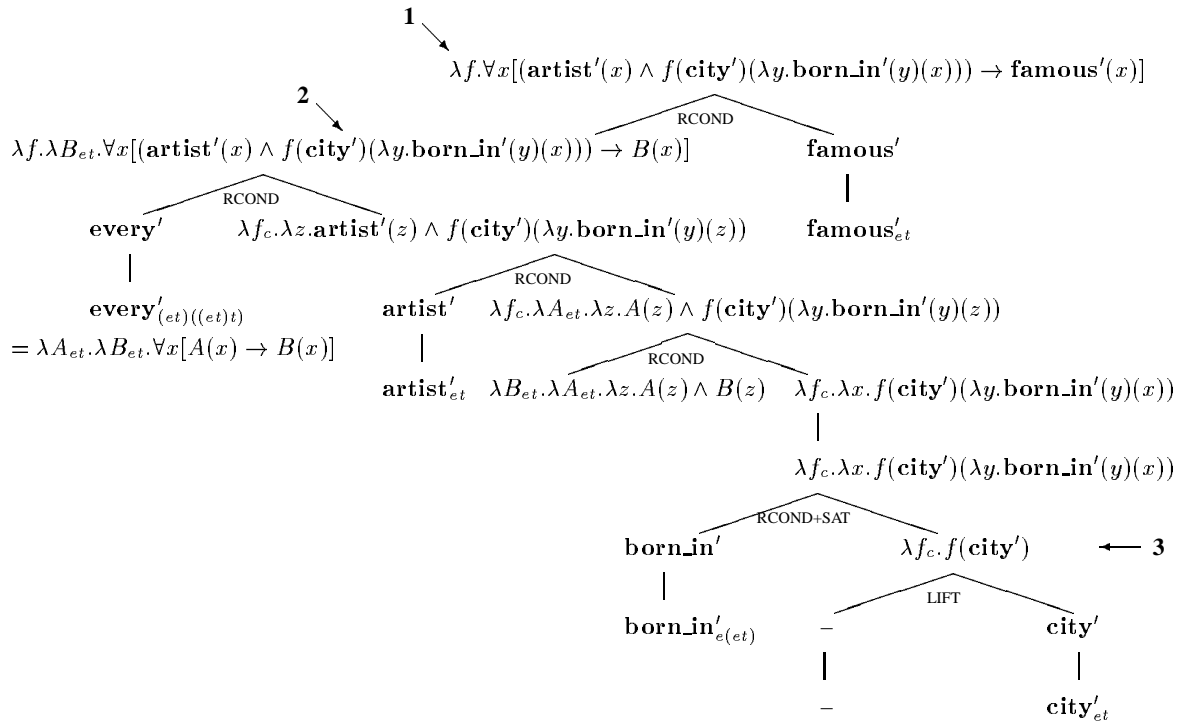 1
λf.∀x[(artist′(x) ∧ f(city′)(λy.born_in′(y)(x))) → famous′(x)]
2
RCOND
λf.λB_et.∀x[(artist′(x) ∧ f(city′)(λy.born_in′(y)(x))) → B(x)] famous′
RCOND
every′ λf_c.λz.artist′(z) ∧ f(city′)(λy.born_in′(y)(z)) famous′_et
RCOND
every′_(et)((et)t) artist′ λf_c.λA_et.λz.A(z) ∧ f(city′)(λy.born_in′(y)(z))
= λA_et.λB_et.∀x[A(x) → B(x)]
RCOND
artist′_et λB_et.λA_et.λz.A(z) ∧ B(z) λf_c.λx.f(city′)(λy.born_in′(y)(x))
λf_c.λx.f(city′)(λy.born_in′(y)(x))
RCOND+SAT
born_in′ λf_c.f(city′) 3
LIFT
born_in′_e(et) – city′
– city′_et